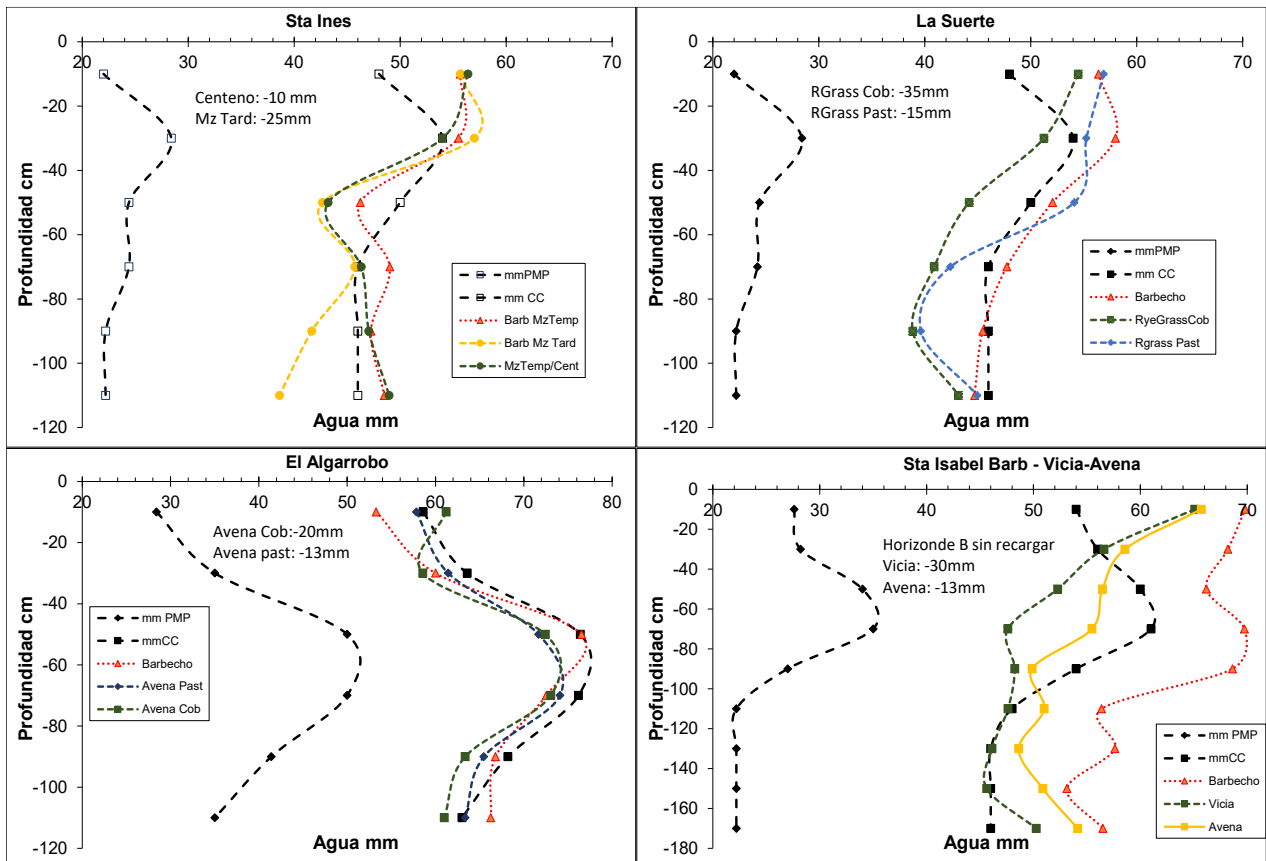 Sta Ines
20 30 40 50 60 70
0
-20
-40
-60
-80
-100
-120
Profundidad cm
Centeno: -10 mm
Mz Tard: -25mm
mmPMP
mm CC
Barb MzTemp
Barb Mz Tard
MzTemp/Cent
Agua mm
La Suerte
20 30 40 50 60 70
0
-20
-40
-60
-80
-100
-120
Profundidad cm
RGrass Cob: -35mm
RGrass Past: -15mm
mmPMP
mm CC
Barbecho
RyeGrassCob
Rgrass Past
Agua mm
El Algarrobo
20 30 40 50 60 70 80
0
-20
-40
-60
-80
-100
-120
Profundidad cm
Avena Cob:-20mm
Avena past: -13mm
mm PMP
mmCC
Barbecho
Avena Past
Avena Cob
Agua mm
Sta Isabel Barb - Vicia-Avena
20 30 40 50 60 70
0
-20
-40
-60
-80
-100
-120
-140
-160
-180
Profundidad cm
Horizonde B sin recargar
Vicia: -30mm
Avena: -13mm
mm PMP
mmCC
Barbecho
Vicia
Avena
Agua mm